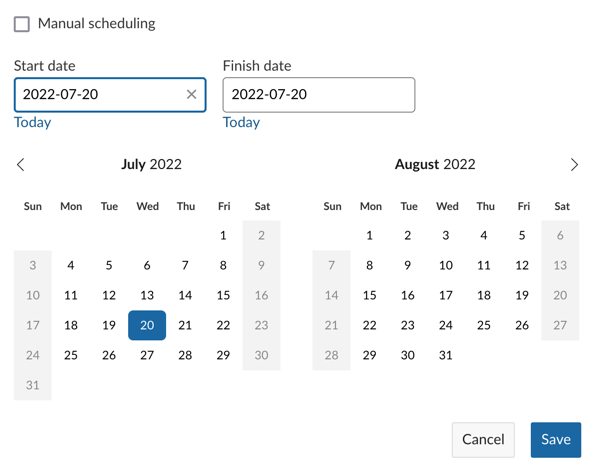 Manual scheduling
Start date Finish date
2022-07-20 2022-07-20
Today Today
July 2022 August 2022
Sun Mon Tue Wed Thu Fri Sat Sun Mon Tue Wed Thu Fri Sat
1 2 1 2 3 4 5 6
3 4 5 6 7 8 9 7 8 9 10 11 12 13
10 11 12 13 14 15 16 14 15 16 17 18 19 20
17 18 19 20 21 22 23 21 22 23 24 25 26 27
24 25 26 27 28 29 30 28 29 30 31
31
Cancel Save